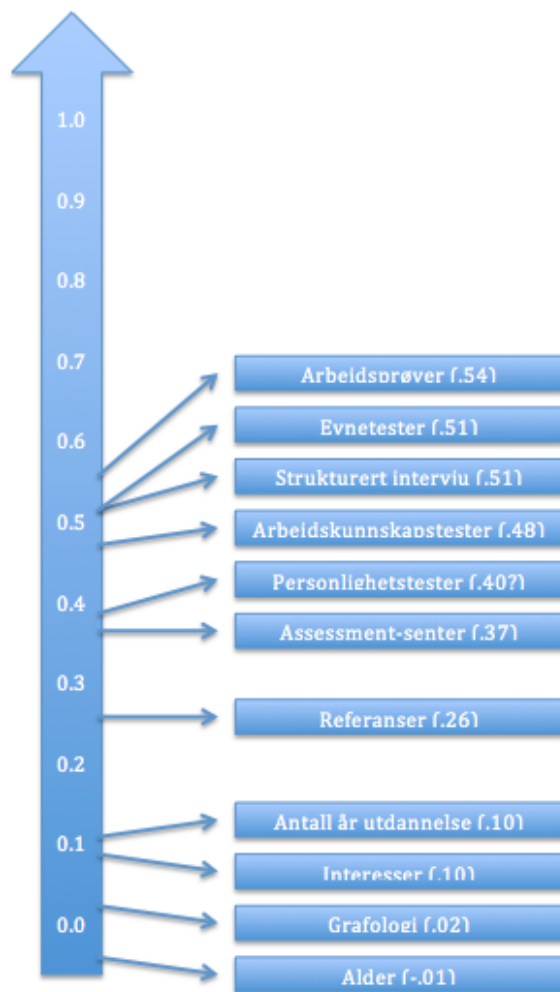 1.0
0.9
0.8
0.7
0.6
0.5
0.4
0.3
0.2
0.1
0.0
Arbeidsprøver (.54)
Evnetester (.51)
Strukturert intervju (.51)
Arbeidskunnskapstester (.48)
Personlighetstester (.40?)
Assessment-senter (.37)
Referanser (.26)
Antall år utdannelse (.10)
Interesser (.10)
Grafologi (.02)
Alder (-.01)